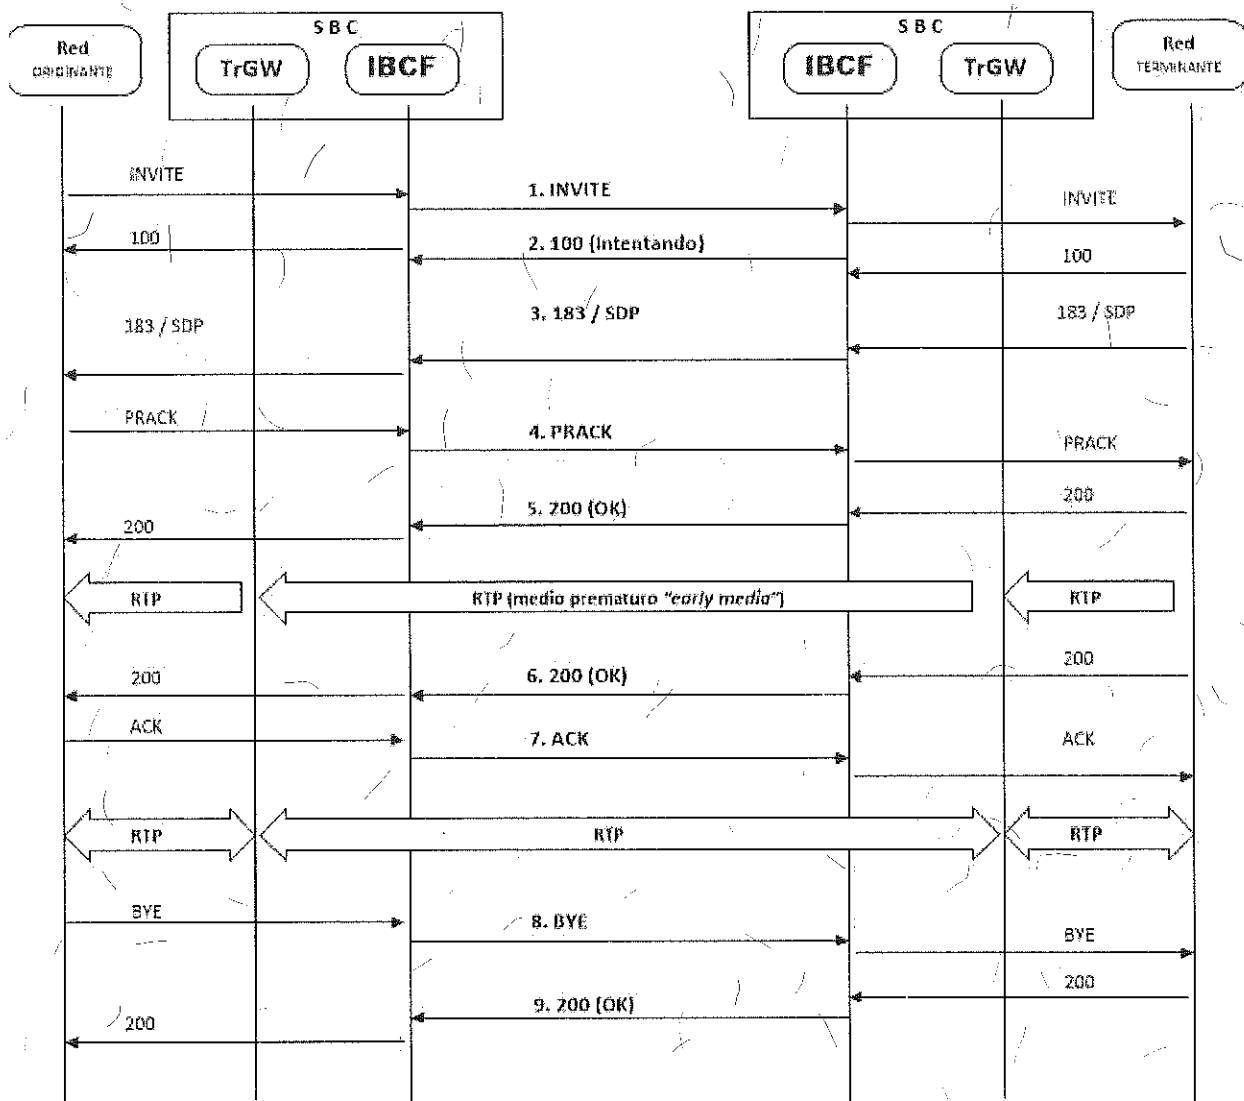 S B C
S B C
Red
ORIGINANTE
TrGW
IBCF
IBCF
TrGW
Red
TERMINANTE
INVITE
1. INVITE
INVITE
100
2. 100 (Intentando)
100
183 / SDP
3. 183 / SDP
183 / SDP
PRACK
4. PRACK
PRACK
200
5. 200 (OK)
200
RTP
RTP (medio prematuro "early media")
RTP
200
6. 200 (OK)
200
ACK
7. ACK
ACK
RTP
RTP
RTP
BYE
8. BYE
BYE
200
9. 200 (OK)
200